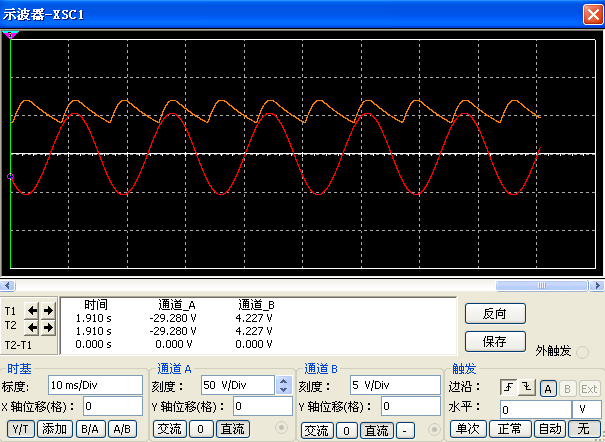 示波器-XSC1
时间 通道_A 通道_B
T1 1.910 s -29.280 V 4.227 V
T2 1.910 s -29.280 V 4.227 V
T2-T1 0.000 s 0.000 V 0.000 V
反向
保存
外触发
时基
标度: 10 ms/Div
X 轴位移(格): 0
Y/T 添加 B/A A/B
通道 A
刻度: 50 V/Div
Y 轴位移(格): 0
交流 0 直流
通道 B
刻度: 5 V/Div
Y 轴位移(格): 0
交流 0 直流 -
触发
边沿: A B Ext
水平: 0 V
单次 正常 自动 无